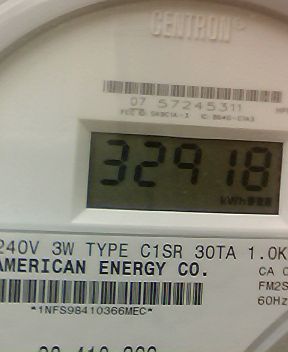 CENTRON®
07 57245311
32918
kWh
240V 3W TYPE C1SR 30TA 1.0K
AMERICAN ENERGY CO.
CA 0
FM2S
60Hz
*1NFS98410366MEC*